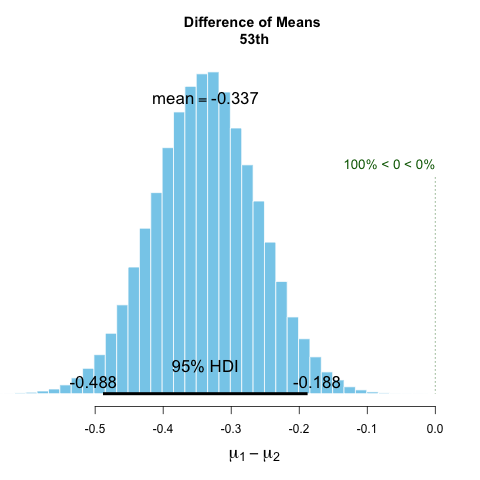 Difference of Means
53th
mean = -0.337
100% < 0 < 0%
95% HDI
-0.488
-0.188
-0.5 -0.4 -0.3 -0.2 -0.1 0.0
μ1 − μ2